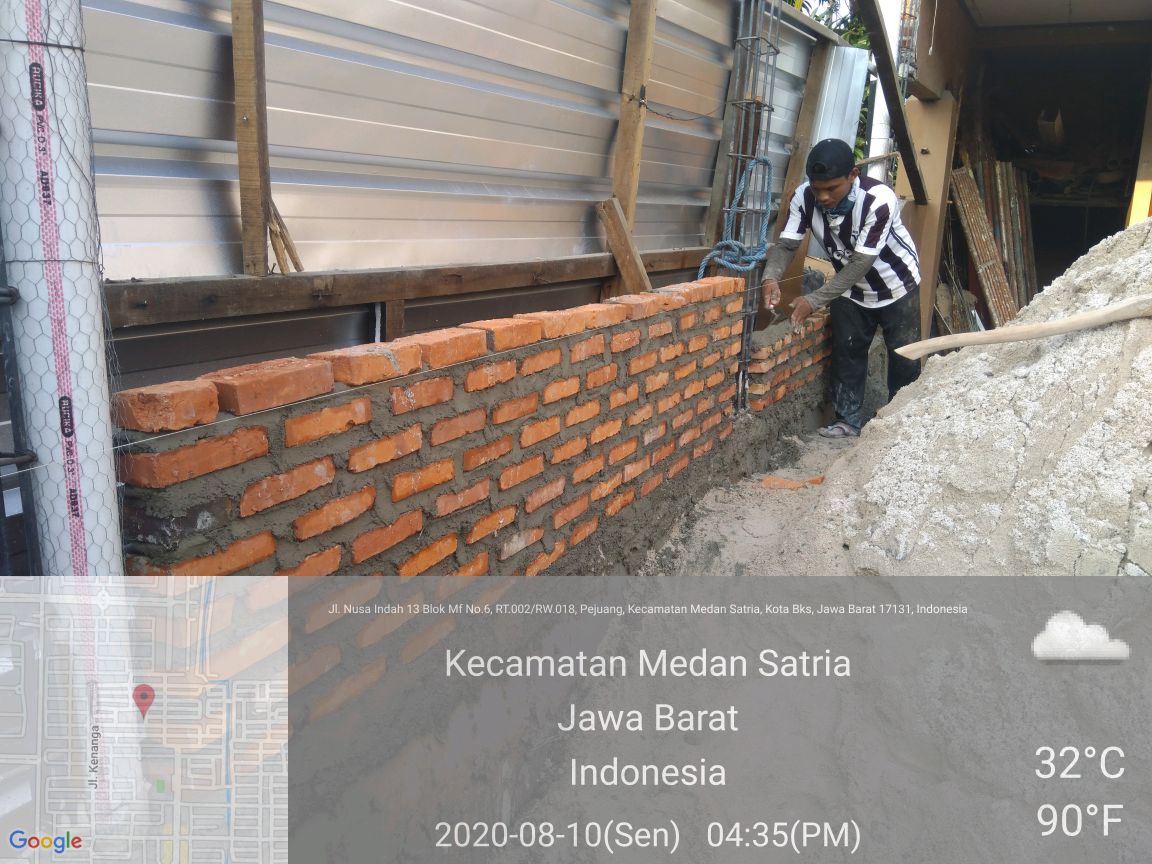 RUCIKA
AW
RUCIKA
Jl. Nusa Indah 13 Blok Mf No.6, RT.002/RW.018, Pejuang, Kecamatan Medan Satria, Kota Bks, Jawa Barat 17131, Indonesia
Kecamatan Medan Satria
Jawa Barat
Indonesia
2020-08-10(Sen) 04:35(PM)
32°C
90°F
Jl. Kenanga
Google